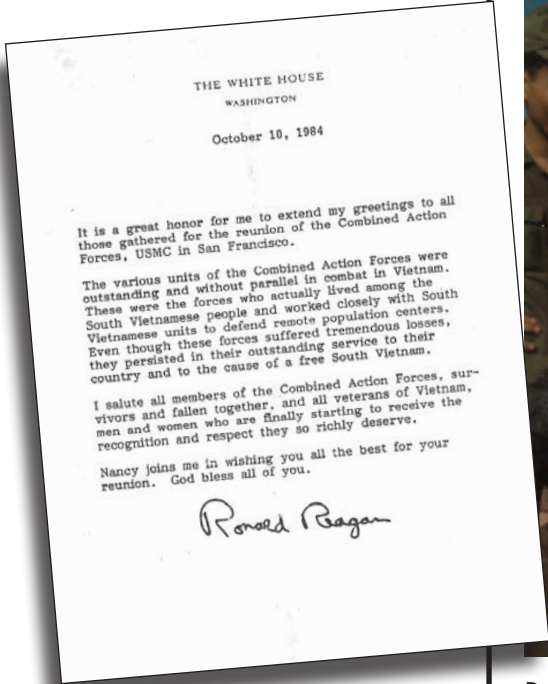 THE WHITE HOUSE
WASHINGTON
October 10, 1984
It is a great honor for me to extend my greetings to all
those gathered for the reunion of the Combined Action
Forces, USMC in San Francisco.
The various units of the Combined Action Forces were
outstanding and without parallel in combat in Vietnam.
These were the forces who actually lived among the
South Vietnamese people and worked closely with South
Vietnamese units to defend remote population centers.
Even though these forces suffered tremendous losses,
they persisted in their outstanding service to their
country and to the cause of a free South Vietnam.
I salute all members of the Combined Action Forces, sur-
vivors and fallen together, and all veterans of Vietnam,
men and women who are finally starting to receive the
recognition and respect they so richly deserve.
Nancy joins me in wishing you all the best for your
reunion. God bless all of you.
Ronald Reagan